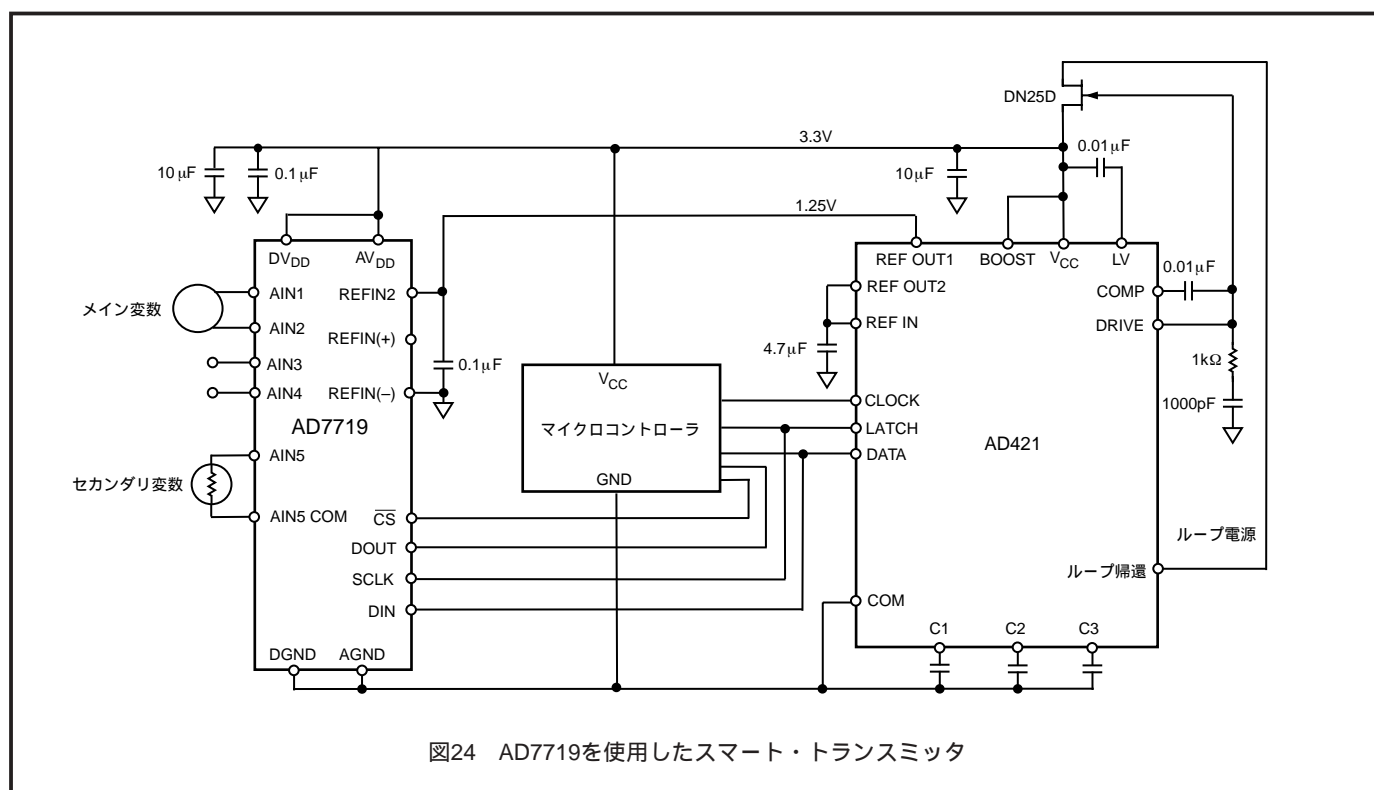 DN25D
3.3V
0.01μF
10μF
0.1μF
10μF
1.25V
DV_DD
AV_DD
REF OUT1
BOOST
V_CC
LV
0.01μF
AIN1
REFIN2
REF OUT2
COMP
メイン変数
AIN2
REFIN(+)
REF IN
DRIVE
AIN3
0.1μF
4.7μF
1kΩ
AIN4
REFIN(–)
V_CC
CLOCK
1000pF
AD7719
マイクロコントローラ
LATCH
AD421
AIN5
DATA
セカンダリ変数
GND
AIN5 COM
C̅S̅
ループ電源
DOUT
ループ帰還
SCLK
COM
DIN
C1
C2
C3
DGND
AGND
図24 AD7719を使用したスマート・トランスミッタ